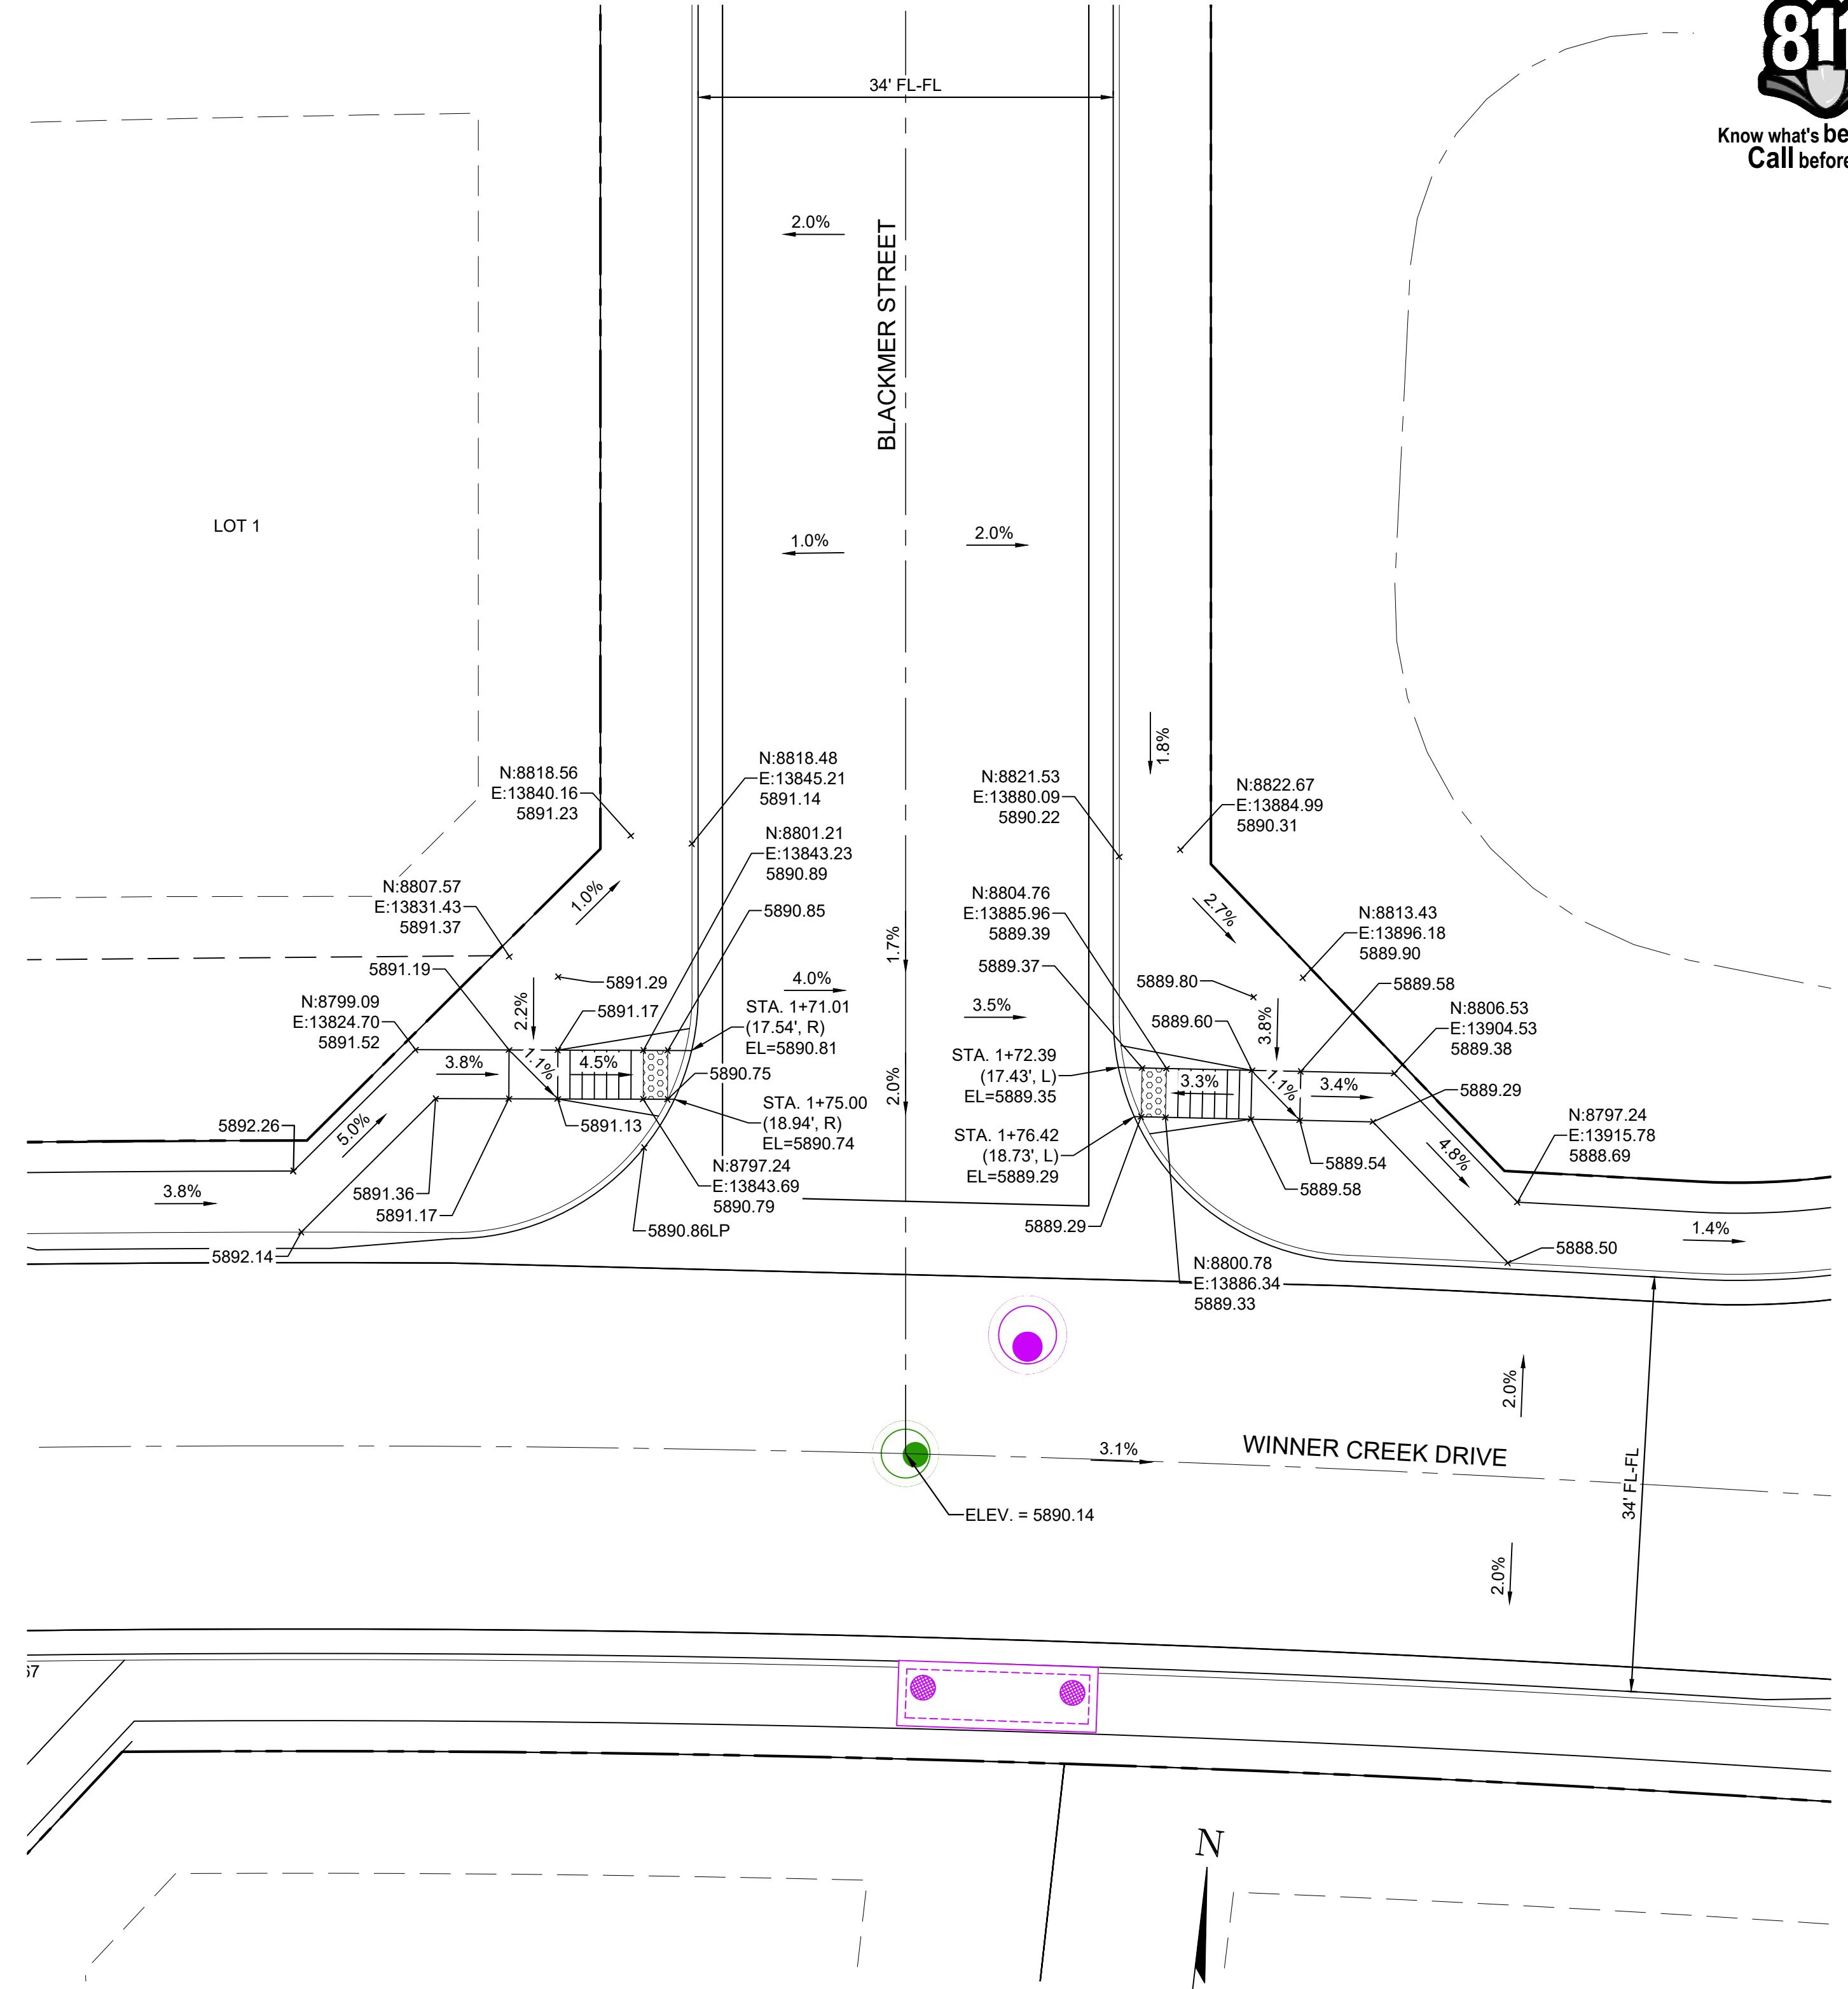 811
Know what's be
Call before
34' FL-FL
2.0%
BLACKMER STREET
LOT 1
1.0%
2.0%
1.8%
N:8818.56
E:13840.16
5891.23
N:8818.48
E:13845.21
5891.14
N:8821.53
E:13880.09
5890.22
N:8822.67
E:13884.99
5890.31
N:8801.21
E:13843.23
5890.89
N:8807.57
E:13831.43
5891.37
1.0%
5890.85
N:8804.76
E:13885.96
5889.39
2.7%
N:8813.43
E:13896.18
5889.90
1.7%
5891.19
5891.29
4.0%
5889.37
5889.80
5889.58
N:8799.09
E:13824.70
5891.52
2.2%
5891.17
STA. 1+71.01
(17.54', R)
EL=5890.81
3.5%
5889.60
3.8%
N:8806.53
E:13904.53
5889.38
3.8%
1.1%
4.5%
5890.75
2.0%
STA. 1+72.39
(17.43', L)
EL=5889.35
3.3%
1.1%
3.4%
5889.29
5892.26
5.0%
5891.13
STA. 1+75.00
(18.94', R)
EL=5890.74
STA. 1+76.42
(18.73', L)
EL=5889.29
N:8797.24
E:13915.78
5888.69
4.8%
5889.54
5889.58
3.8%
5891.36
5891.17
N:8797.24
E:13843.69
5890.79
5890.86LP
5889.29
1.4%
5892.14
5888.50
N:8800.78
E:13886.34
5889.33
2.0%
3.1%
WINNER CREEK DRIVE
34' FL-FL
ELEV. = 5890.14
2.0%
67
N